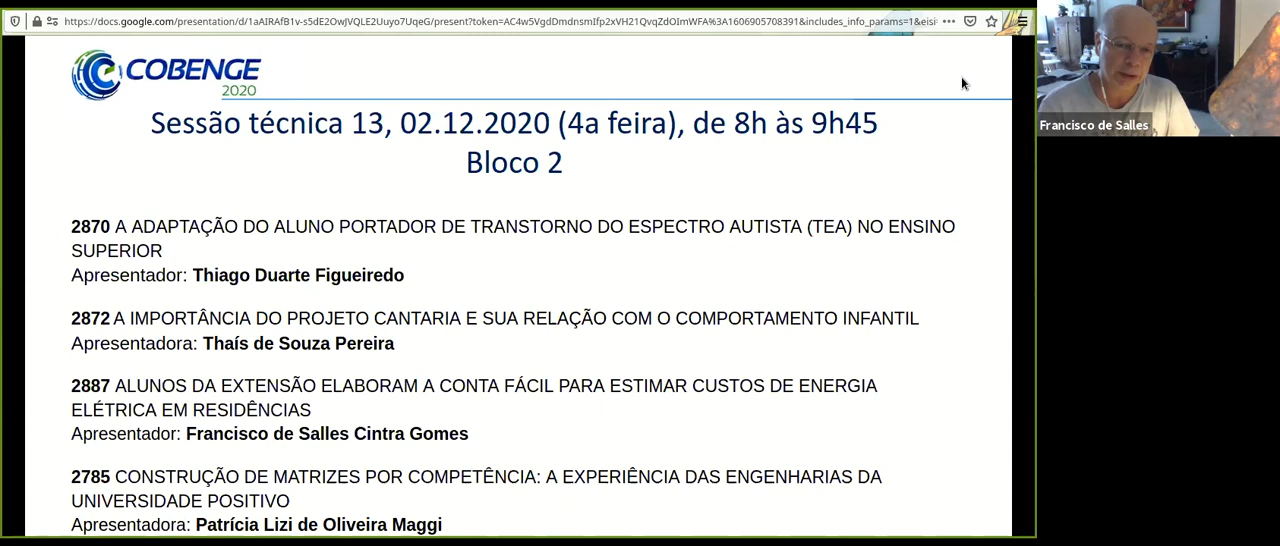 https://docs.google.com/presentation/d/1aAIRAfB1v-s5dE2OwJVQLE2Uuyo7UqeG/present?token=AC4w5VgdDmdnsmIfp2xVH21QvqZdOImWFA%3A1606905708391&includes_info_params=1&eisi
COBENGE
2020
Sessão técnica 13, 02.12.2020 (4a feira), de 8h às 9h45
Bloco 2
Francisco de Salles
2870 A ADAPTAÇÃO DO ALUNO PORTADOR DE TRANSTORNO DO ESPECTRO AUTISTA (TEA) NO ENSINO
SUPERIOR
Apresentador: Thiago Duarte Figueiredo
2872 A IMPORTÂNCIA DO PROJETO CANTARIA E SUA RELAÇÃO COM O COMPORTAMENTO INFANTIL
Apresentadora: Thaís de Souza Pereira
2887 ALUNOS DA EXTENSÃO ELABORAM A CONTA FÁCIL PARA ESTIMAR CUSTOS DE ENERGIA
ELÉTRICA EM RESIDÊNCIAS
Apresentador: Francisco de Salles Cintra Gomes
2785 CONSTRUÇÃO DE MATRIZES POR COMPETÊNCIA: A EXPERIÊNCIA DAS ENGENHARIAS DA
UNIVERSIDADE POSITIVO
Apresentadora: Patrícia Lizi de Oliveira Maggi